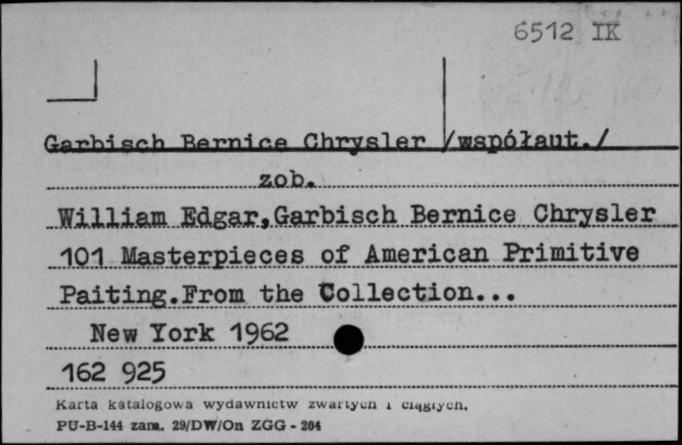 6512 IK
Garbisch Bernice Chrysler /współaut./
zob.
William Edgar,Garbisch Bernice Chrysler
101 Masterpieces of American Primitive
Paiting.From the Collection...
New York 1962
162 925
Karta katalogowa wydawnictw zwartych i ciągłych.
PU-B-144 zam. 29/DW/On ZGG - 204